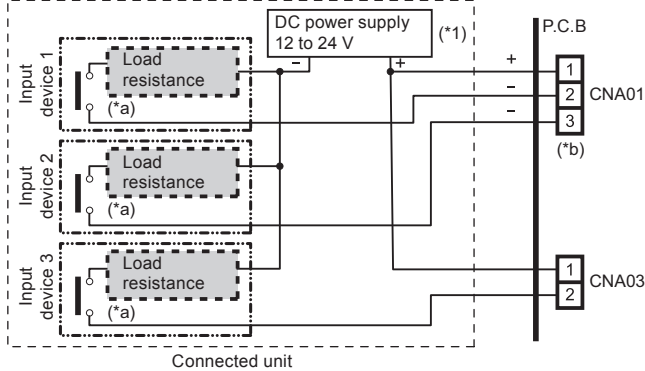 DC power supply
12 to 24 V
(*1)
P.C.B
Input
device 1
Load
resistance
(*a)
–
+
+
–
–
1
2
3
CNA01
(*b)
Input
device 2
Load
resistance
(*a)
Input
device 3
Load
resistance
(*a)
1
2
CNA03
Connected unit